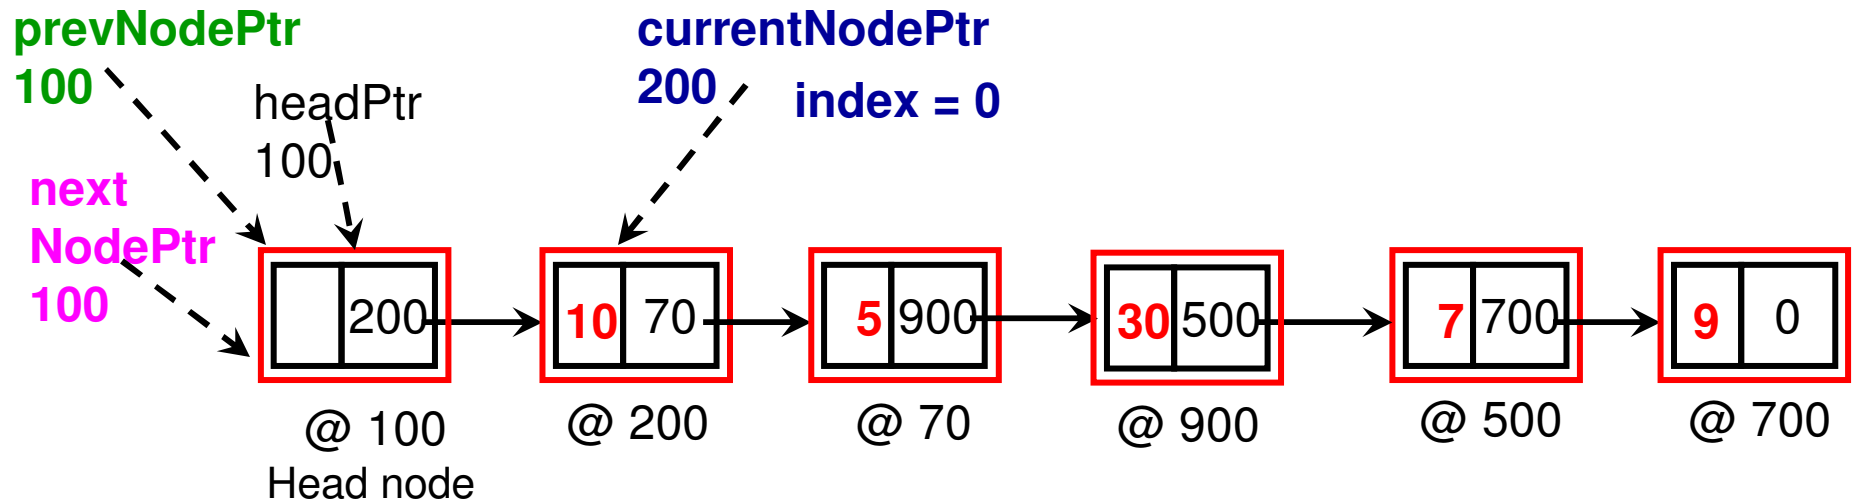 prevNodePtr
100
headPtr
100
next
NodePtr
100
currentNodePtr
200
index = 0
200
10 70
5 900
30 500
7 700
9 0
@ 100
@ 200
@ 70
@ 900
@ 500
@ 700
Head node